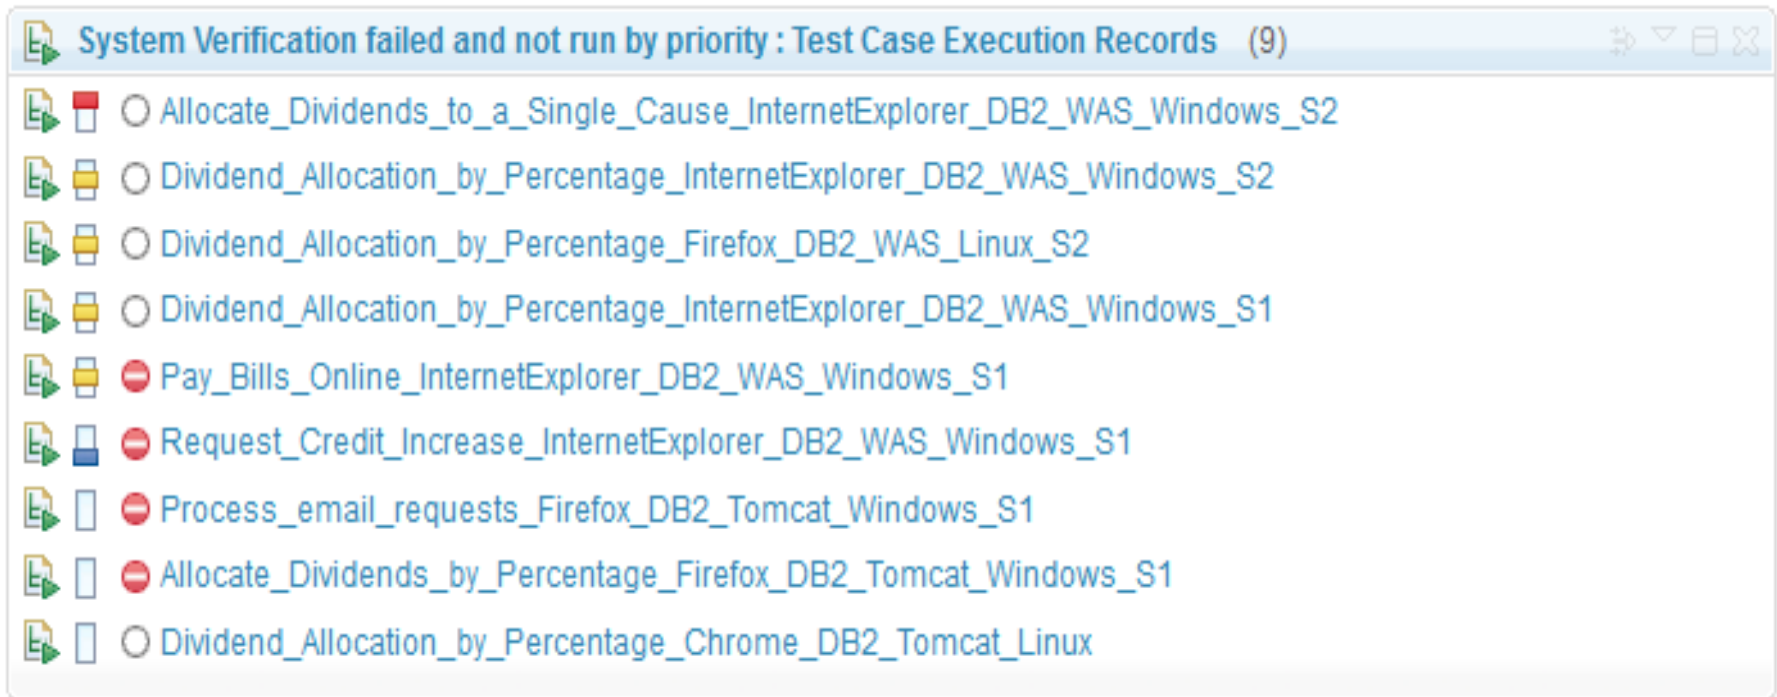 System Verification failed and not run by priority : Test Case Execution Records (9)
Allocate_Dividends_to_a_Single_Cause_InternetExplorer_DB2_WAS_Windows_S2
Dividend_Allocation_by_Percentage_InternetExplorer_DB2_WAS_Windows_S2
Dividend_Allocation_by_Percentage_Firefox_DB2_WAS_Linux_S2
Dividend_Allocation_by_Percentage_InternetExplorer_DB2_WAS_Windows_S1
Pay_Bills_Online_InternetExplorer_DB2_WAS_Windows_S1
Request_Credit_Increase_InternetExplorer_DB2_WAS_Windows_S1
Process_email_requests_Firefox_DB2_Tomcat_Windows_S1
Allocate_Dividends_by_Percentage_Firefox_DB2_Tomcat_Windows_S1
Dividend_Allocation_by_Percentage_Chrome_DB2_Tomcat_Linux